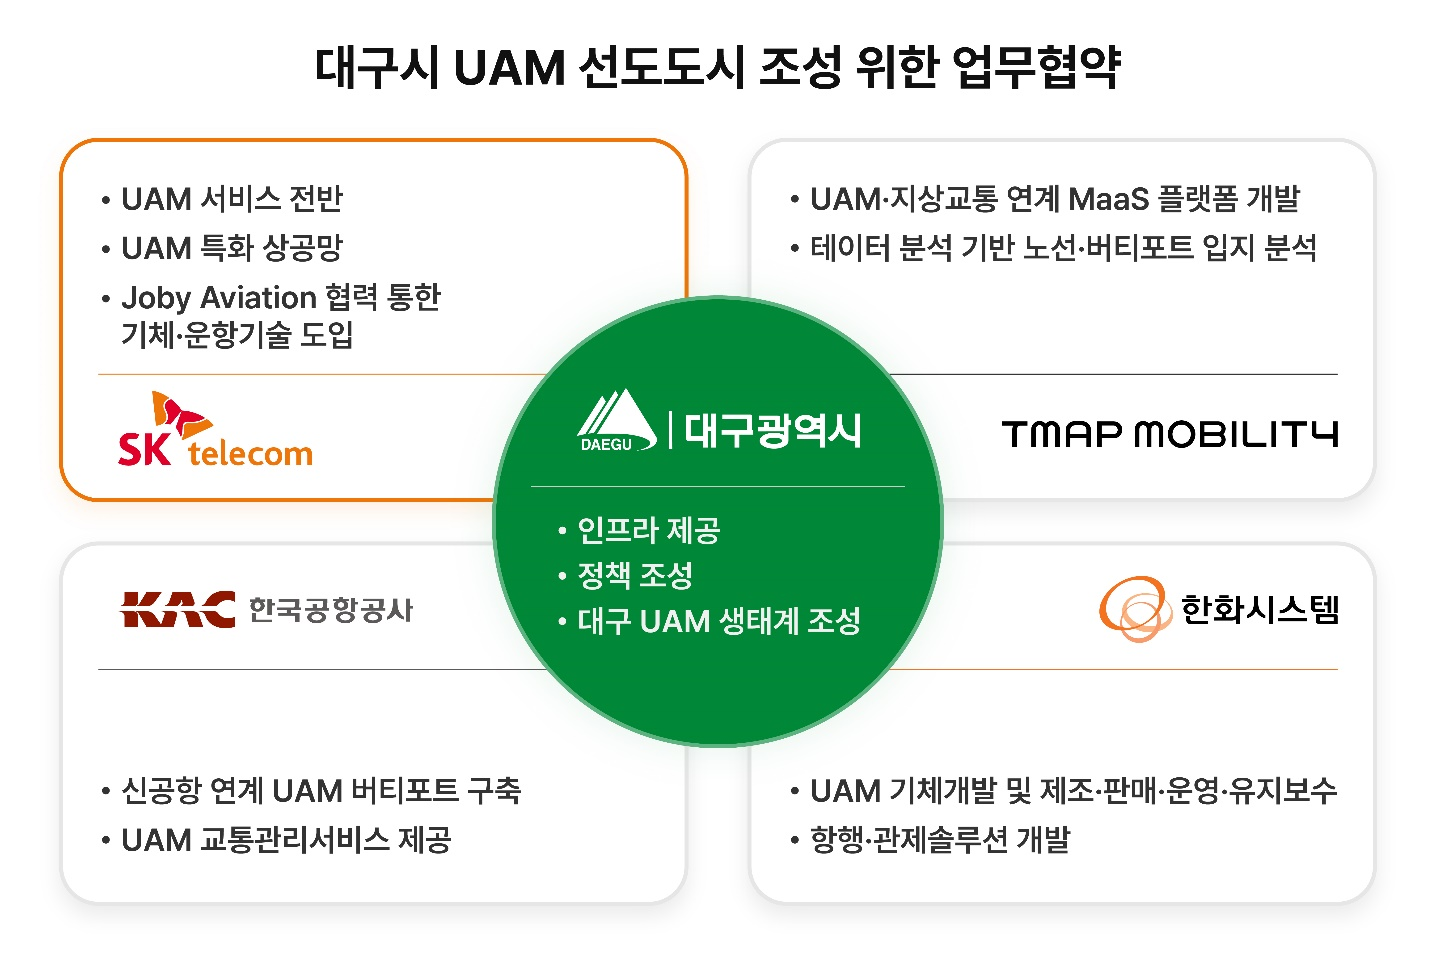 대구시 UAM 선도도시 조성 위한 업무협약
• UAM 서비스 전반
• UAM 특화 상공망
• Joby Aviation 협력 통한
기체·운항기술 도입
SK telecom
• UAM·지상교통 연계 MaaS 플랫폼 개발
• 테이터 분석 기반 노선·버티포트 입지 분석
TMAP MOBILITY
DAEGU | 대구광역시
• 인프라 제공
• 정책 조성
• 대구 UAM 생태계 조성
KAC 한국공항공사
• 신공항 연계 UAM 버티포트 구축
• UAM 교통관리서비스 제공
한화시스템
• UAM 기체개발 및 제조·판매·운영·유지보수
• 항행·관제솔루션 개발